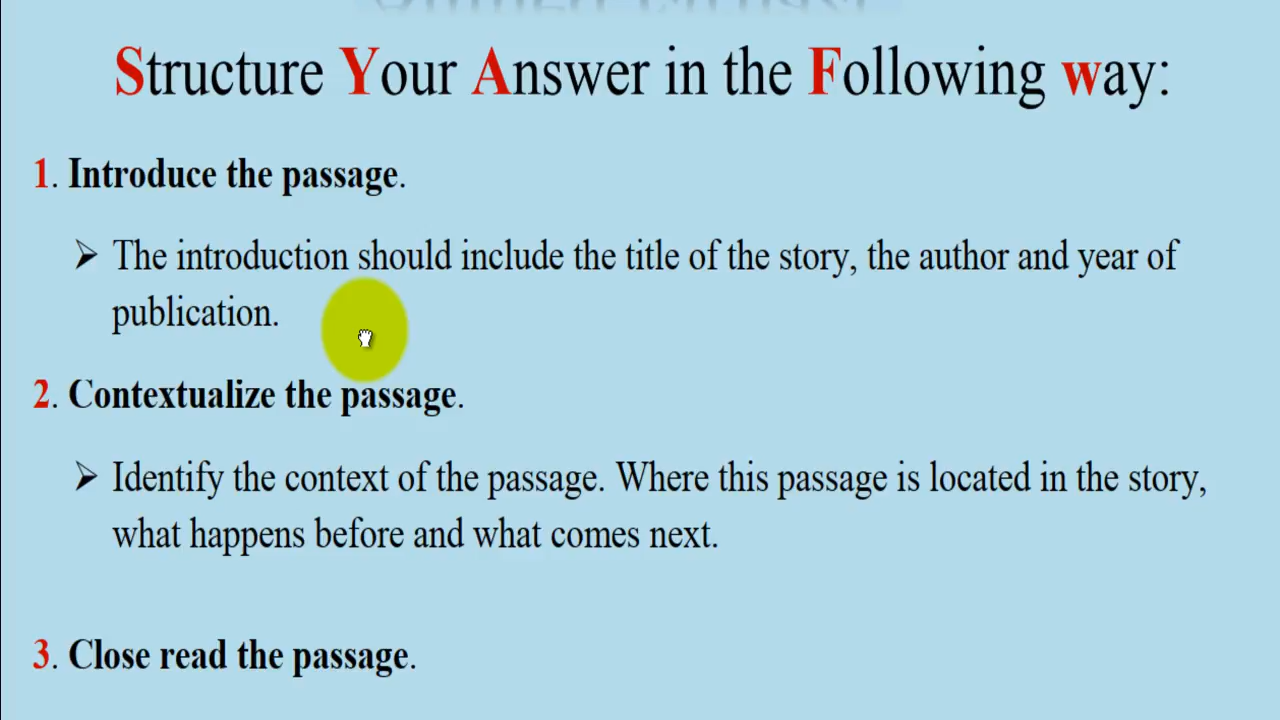 Structure Your Answer in the Following way:
1. Introduce the passage.
➢ The introduction should include the title of the story, the author and year of
publication.
2. Contextualize the passage.
➢ Identify the context of the passage. Where this passage is located in the story,
what happens before and what comes next.
3. Close read the passage.